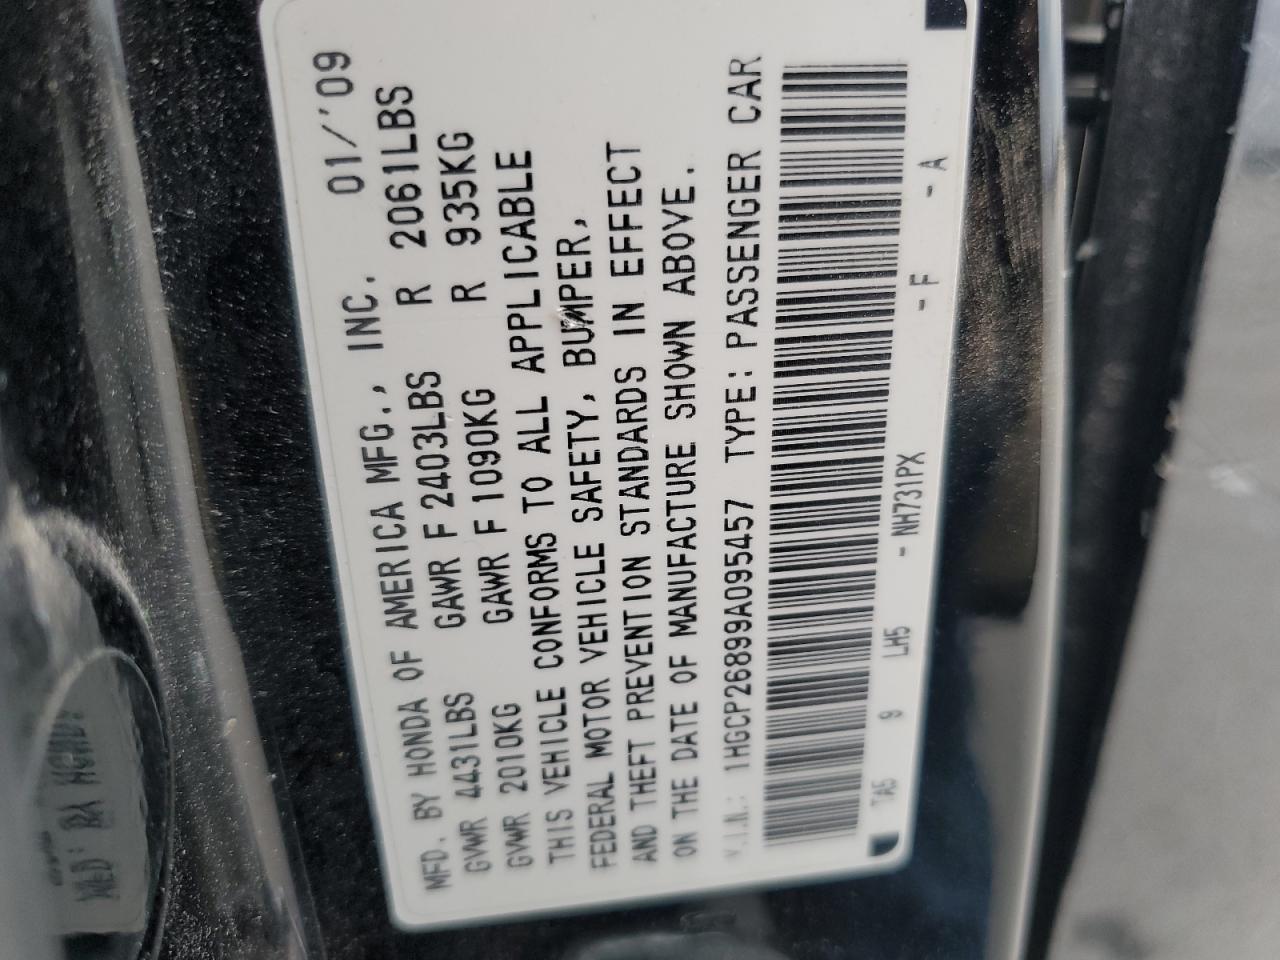 MFD. BY HONDA OF AMERICA MFG., INC. 01/'09
GVWR 4431LBS GAWR F 2403LBS R 2061LBS
GVWR 2010KG GAWR F 1090KG R 935KG
THIS VEHICLE CONFORMS TO ALL APPLICABLE
FEDERAL MOTOR VEHICLE SAFETY, BUMPER,
AND THEFT PREVENTION STANDARDS IN EFFECT
ON THE DATE OF MANUFACTURE SHOWN ABOVE.
V.I.N.: 1HGCP26899A095457 TYPE: PASSENGER CAR
TA5 9 LH5 - NH731PX - F - A